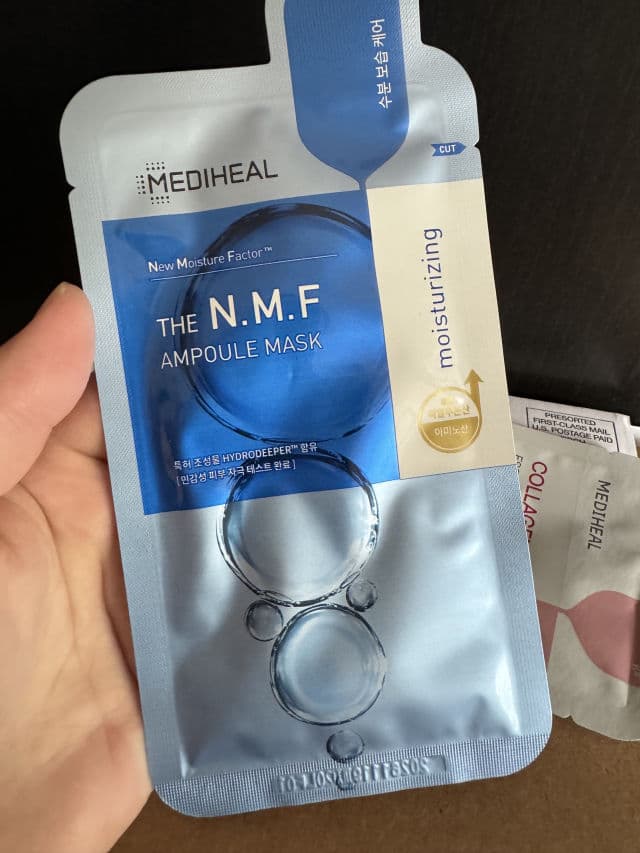 수분 보습 케어
CUT
MEDIHEAL
New Moisture Factor™
THE N.M.F
AMPOULE MASK
moisturizing
아미노산
특허 조성물 HYDRODEEPER™ 함유
[민감성 피부 자극 테스트 완료]
PRESORTED
FIRST-CLASS MAIL
U.S. POSTAGE PAID
MEDIHEAL